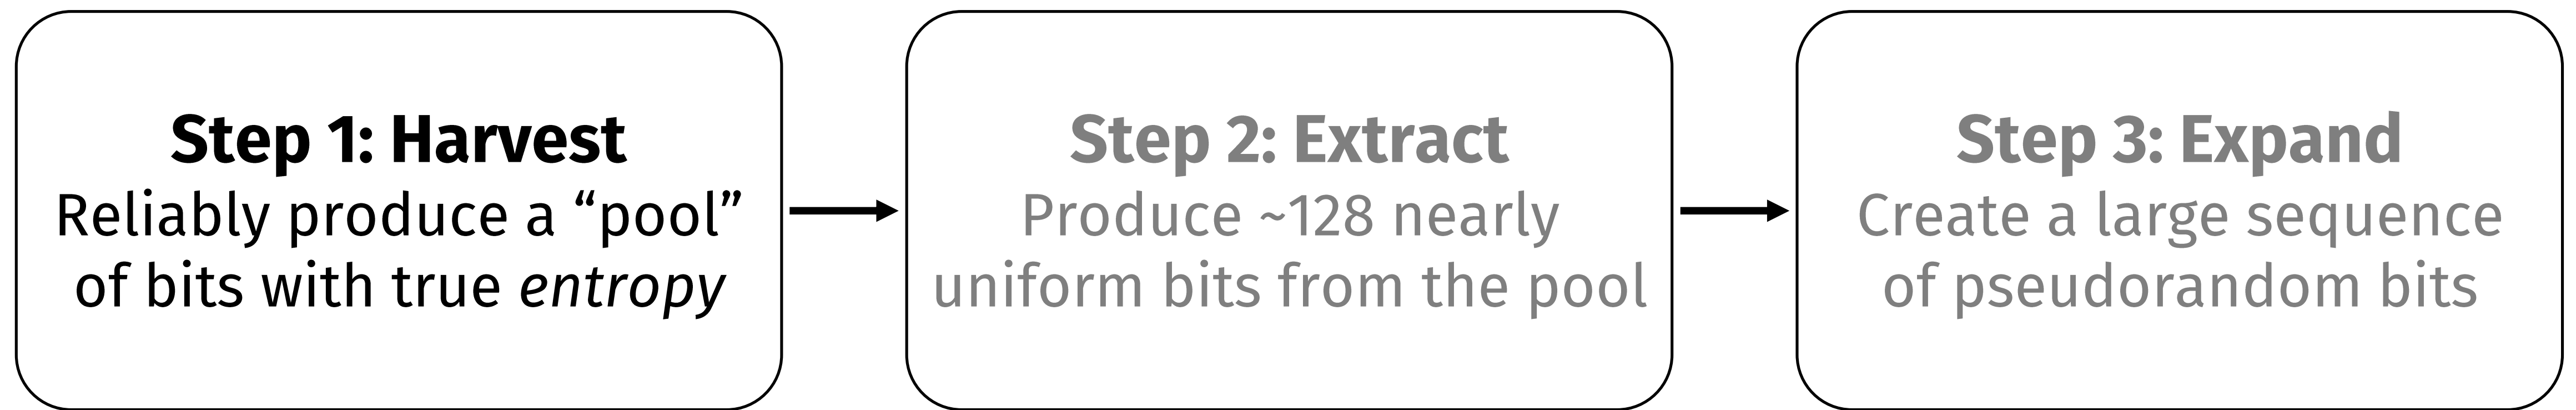 Step 1: Harvest
Reliably produce a “pool”
of bits with true entropy
Step 2: Extract
Produce ~128 nearly
uniform bits from the pool
Step 3: Expand
Create a large sequence
of pseudorandom bits